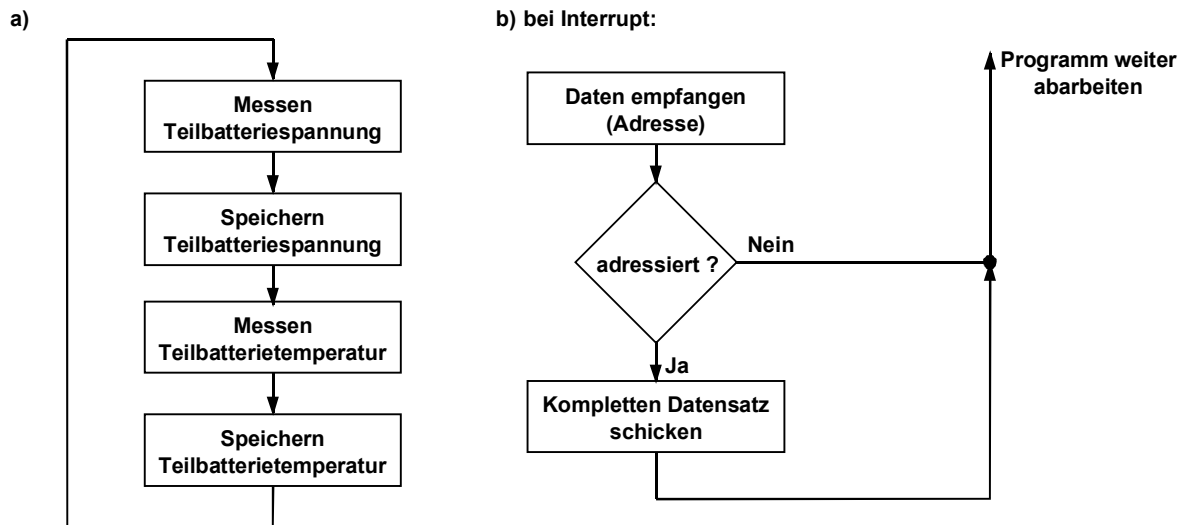 a)
Messen
Teilbatteriespannung
Speichern
Teilbatteriespannung
Messen
Teilbatterietemperatur
Speichern
Teilbatterietemperatur
b) bei Interrupt:
Daten empfangen
(Adresse)
adressiert ?
Nein
Ja
Kompletten Datensatz
schicken
Programm weiter
abarbeiten